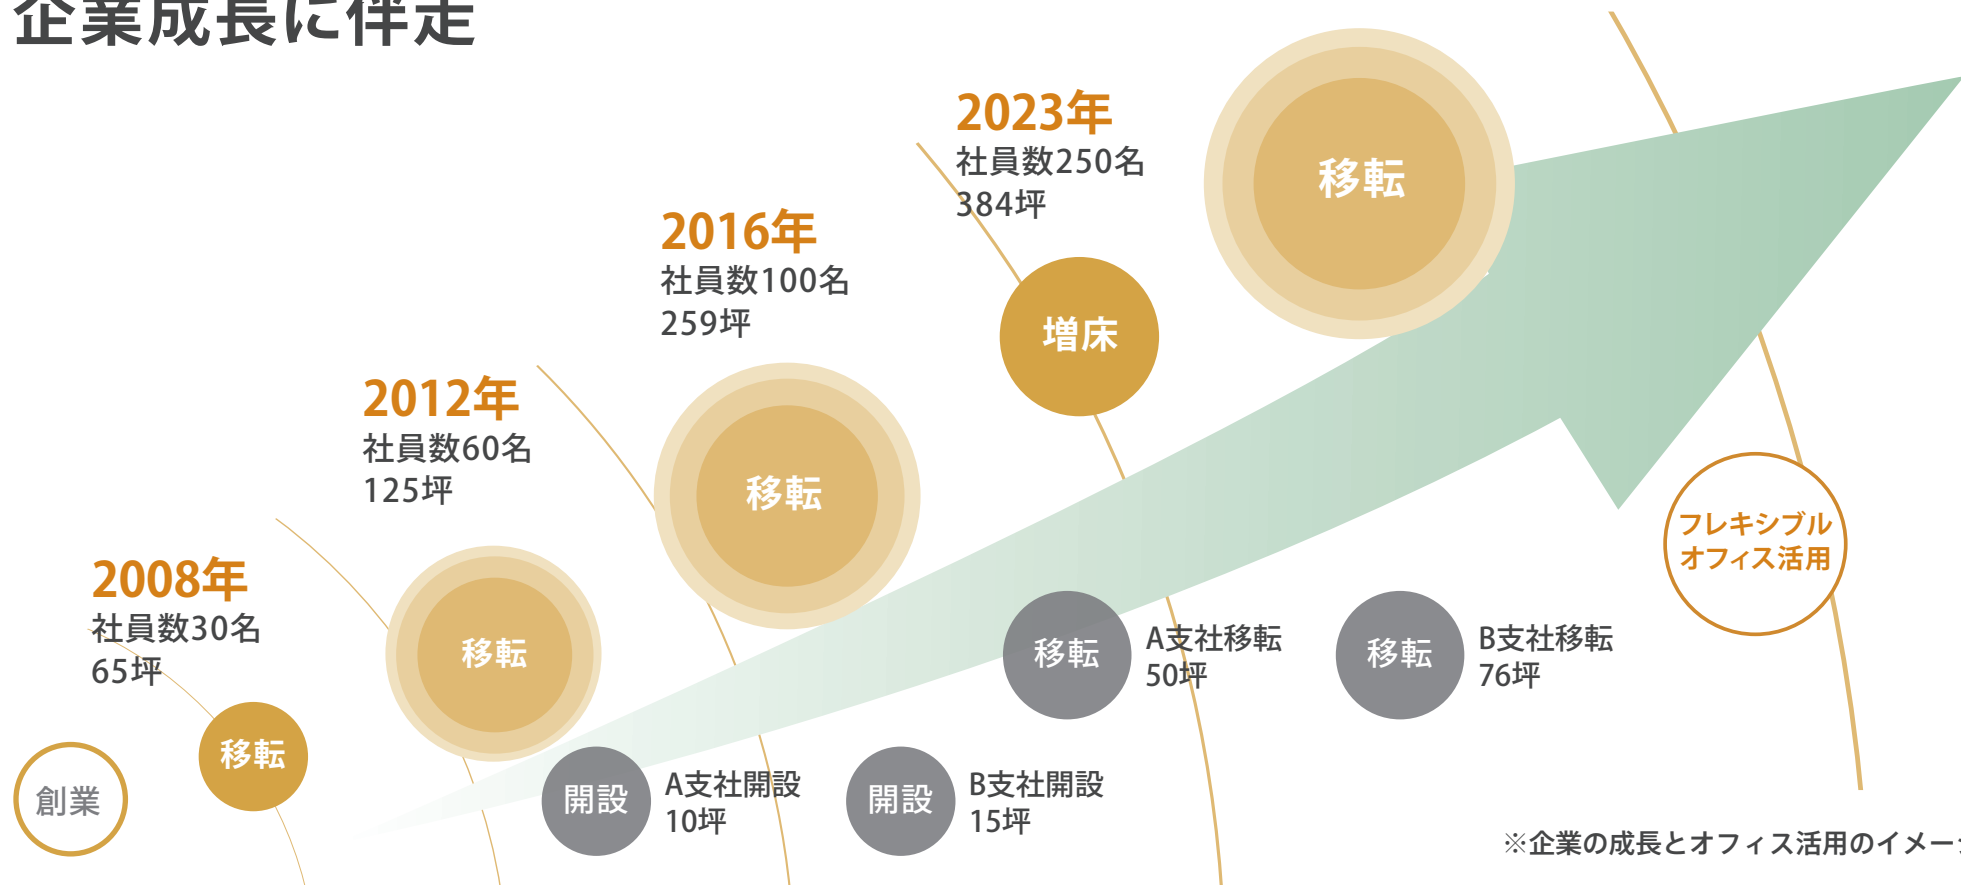 企業成長に伴走
2023年
社員数250名
384坪
移転
増床
2016年
社員数100名
259坪
移転
2012年
社員数60名
125坪
移転
2008年
社員数30名
65坪
移転
創業
フレキシブル
オフィス活用
移転
A支社移転
50坪
移転
B支社移転
76坪
開設
A支社開設
10坪
開設
B支社開設
15坪
※企業の成長とオフィス活用のイメージ